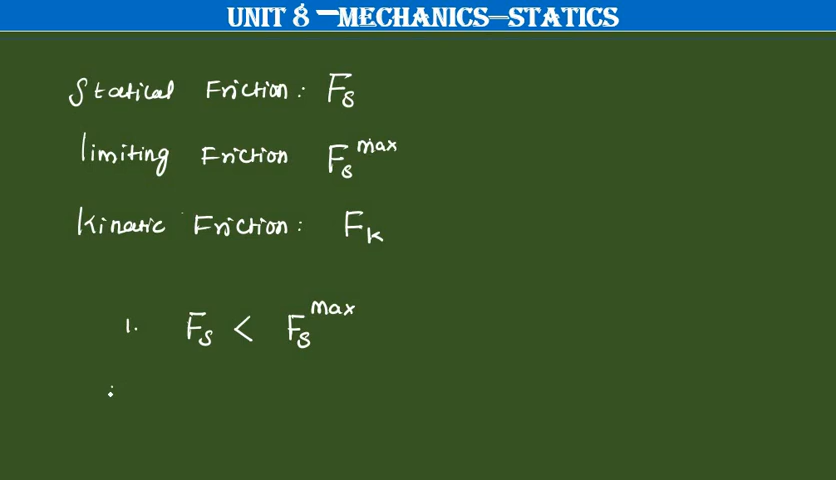 UNIT 8 – MECHANICS–STATICS
Statical Friction: Fs
limiting Friction Fs max
Kinatic Friction: Fk
1. Fs < Fs max